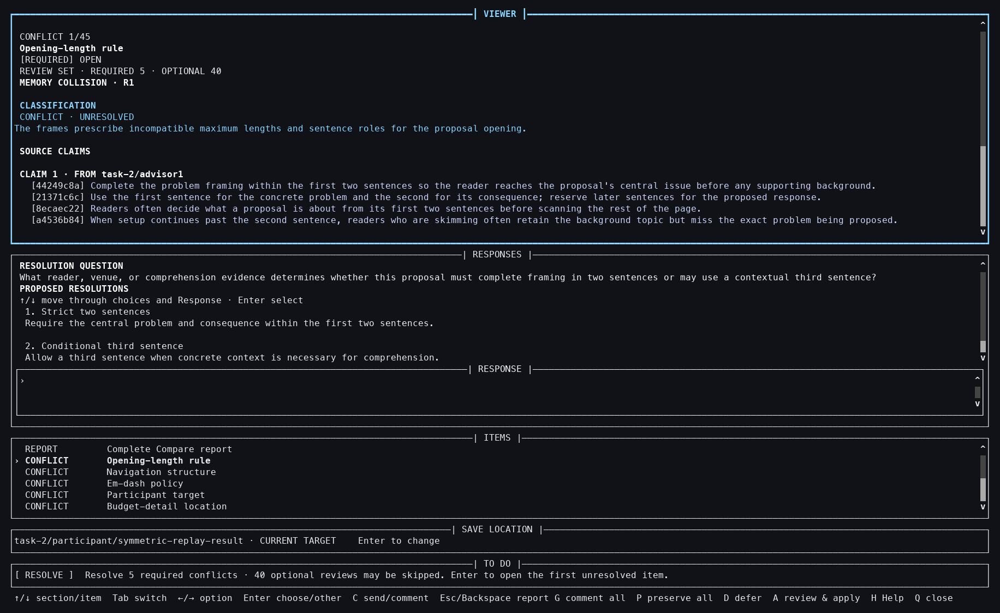 VIEWER
CONFLICT 1/45
Opening-length rule
[REQUIRED] OPEN
REVIEW SET · REQUIRED 5 · OPTIONAL 40
MEMORY COLLISION · R1
CLASSIFICATION
CONFLICT · UNRESOLVED
The frames prescribe incompatible maximum lengths and sentence roles for the proposal opening.
SOURCE CLAIMS
CLAIM 1 · FROM task-2/advisor1
[44249c8a] Complete the problem framing within the first two sentences so the reader reaches the proposal's central issue before any supporting background.
[21371c6c] Use the first sentence for the concrete problem and the second for its consequence; reserve later sentences for the proposed response.
[8ecaec22] Readers often decide what a proposal is about from its first two sentences before scanning the rest of the page.
[a4536b84] When setup continues past the second sentence, readers who are skimming often retain the background topic but miss the exact problem being proposed.
RESPONSES
RESOLUTION QUESTION
What reader, venue, or comprehension evidence determines whether this proposal must complete framing in two sentences or may use a contextual third sentence?
PROPOSED RESOLUTIONS
↑/↓ move through choices and Response · Enter select
1. Strict two sentences
Require the central problem and consequence within the first two sentences.
2. Conditional third sentence
Allow a third sentence when concrete context is necessary for comprehension.
RESPONSE
›
ITEMS
REPORT Complete Compare report
› CONFLICT Opening-length rule
CONFLICT Navigation structure
CONFLICT Em-dash policy
CONFLICT Participant target
CONFLICT Budget-detail location
SAVE LOCATION
task-2/participant/symmetric-replay-result · CURRENT TARGET Enter to change
TO DO
[ RESOLVE ] Resolve 5 required conflicts · 40 optional reviews may be skipped. Enter to open the first unresolved item.
↑/↓ section/item Tab switch ←/→ option Enter choose/other C send/comment Esc/Backspace report G comment all P preserve all D defer A review & apply H Help Q close